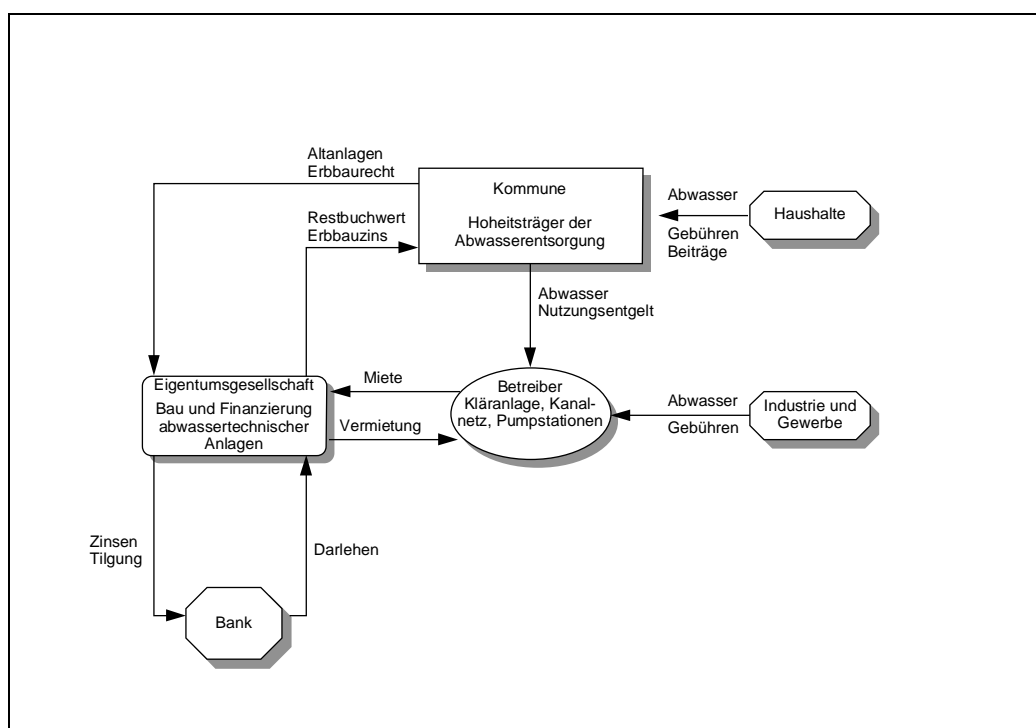 Altanlagen
Erbbaurecht
Kommune
Hoheitsträger der
Abwasserentsorgung
Abwasser
Gebühren
Beiträge
Haushalte
Restbuchwert
Erbbauzins
Abwasser
Nutzungsentgelt
Eigentumsgesellschaft
Bau und Finanzierung
abwassertechnischer
Anlagen
Miete
Vermietung
Betreiber
Kläranlage, Kanal-
netz, Pumpstationen
Abwasser
Gebühren
Industrie und
Gewerbe
Zinsen
Tilgung
Darlehen
Bank